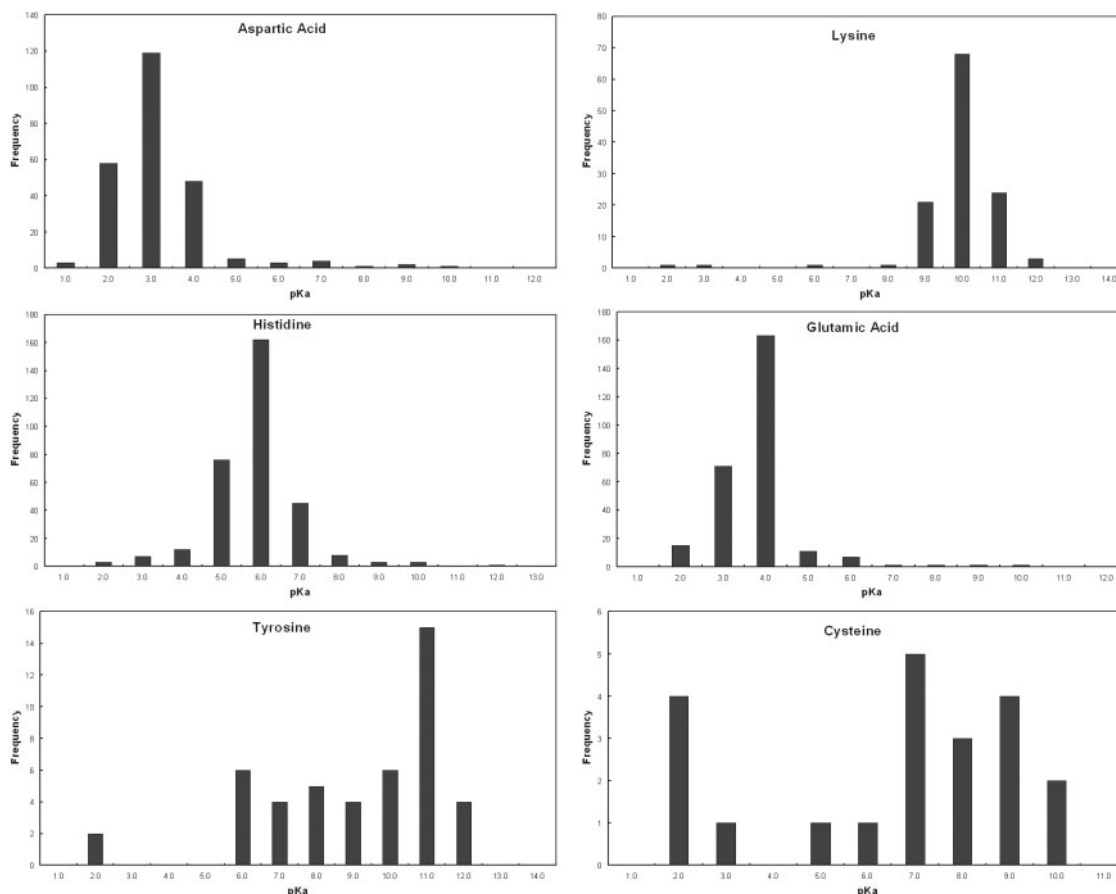 Aspartic Acid
Frequency
140
120
100
80
60
40
20
0
1.0 2.0 3.0 4.0 5.0 6.0 7.0 8.0 9.0 10.0 11.0 12.0
pKa
Lysine
Frequency
80
70
60
50
40
30
20
10
0
1.0 2.0 3.0 4.0 5.0 6.0 7.0 8.0 9.0 10.0 11.0 12.0 13.0 14.0
pKa
Histidine
Frequency
180
160
140
120
100
80
60
40
20
0
1.0 2.0 3.0 4.0 5.0 6.0 7.0 8.0 9.0 10.0 11.0 12.0 13.0
pKa
Glutamic Acid
Frequency
180
160
140
120
100
80
60
40
20
0
1.0 2.0 3.0 4.0 5.0 6.0 7.0 8.0 9.0 10.0 11.0 12.0
pKa
Tyrosine
Frequency
16
14
12
10
8
6
4
2
0
1.0 2.0 3.0 4.0 5.0 6.0 7.0 8.0 9.0 10.0 11.0 12.0 13.0 14.0
pKa
Cysteine
Frequency
6
5
4
3
2
1
0
1.0 2.0 3.0 4.0 5.0 6.0 7.0 8.0 9.0 10.0 11.0
pKa